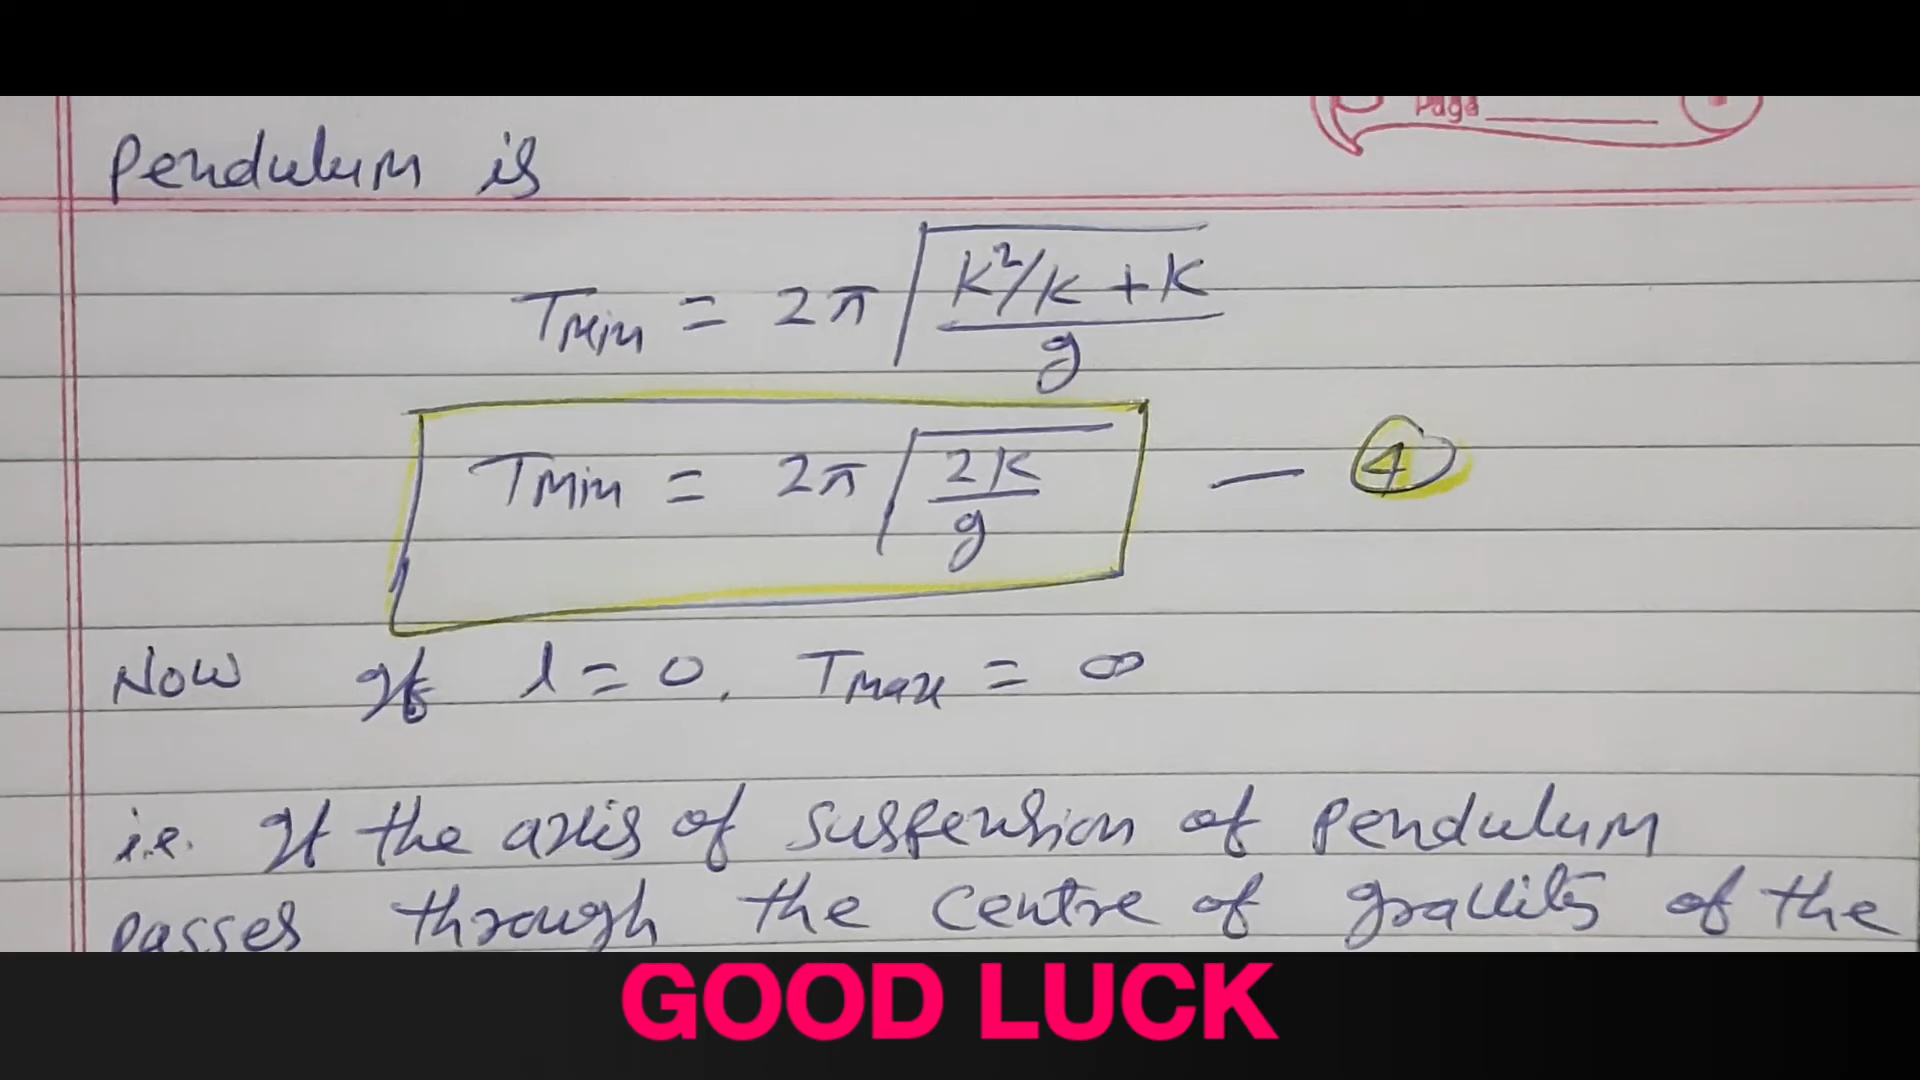 Page
Pendulum is
Tmin = 2π √((K²/K + K)/g)
Tmin = 2π √(2K/g) — ④
Now If l = 0, Tmax = ∞
i.e. If the axis of suspension of pendulum
passes through the centre of gravity of the
GOOD LUCK